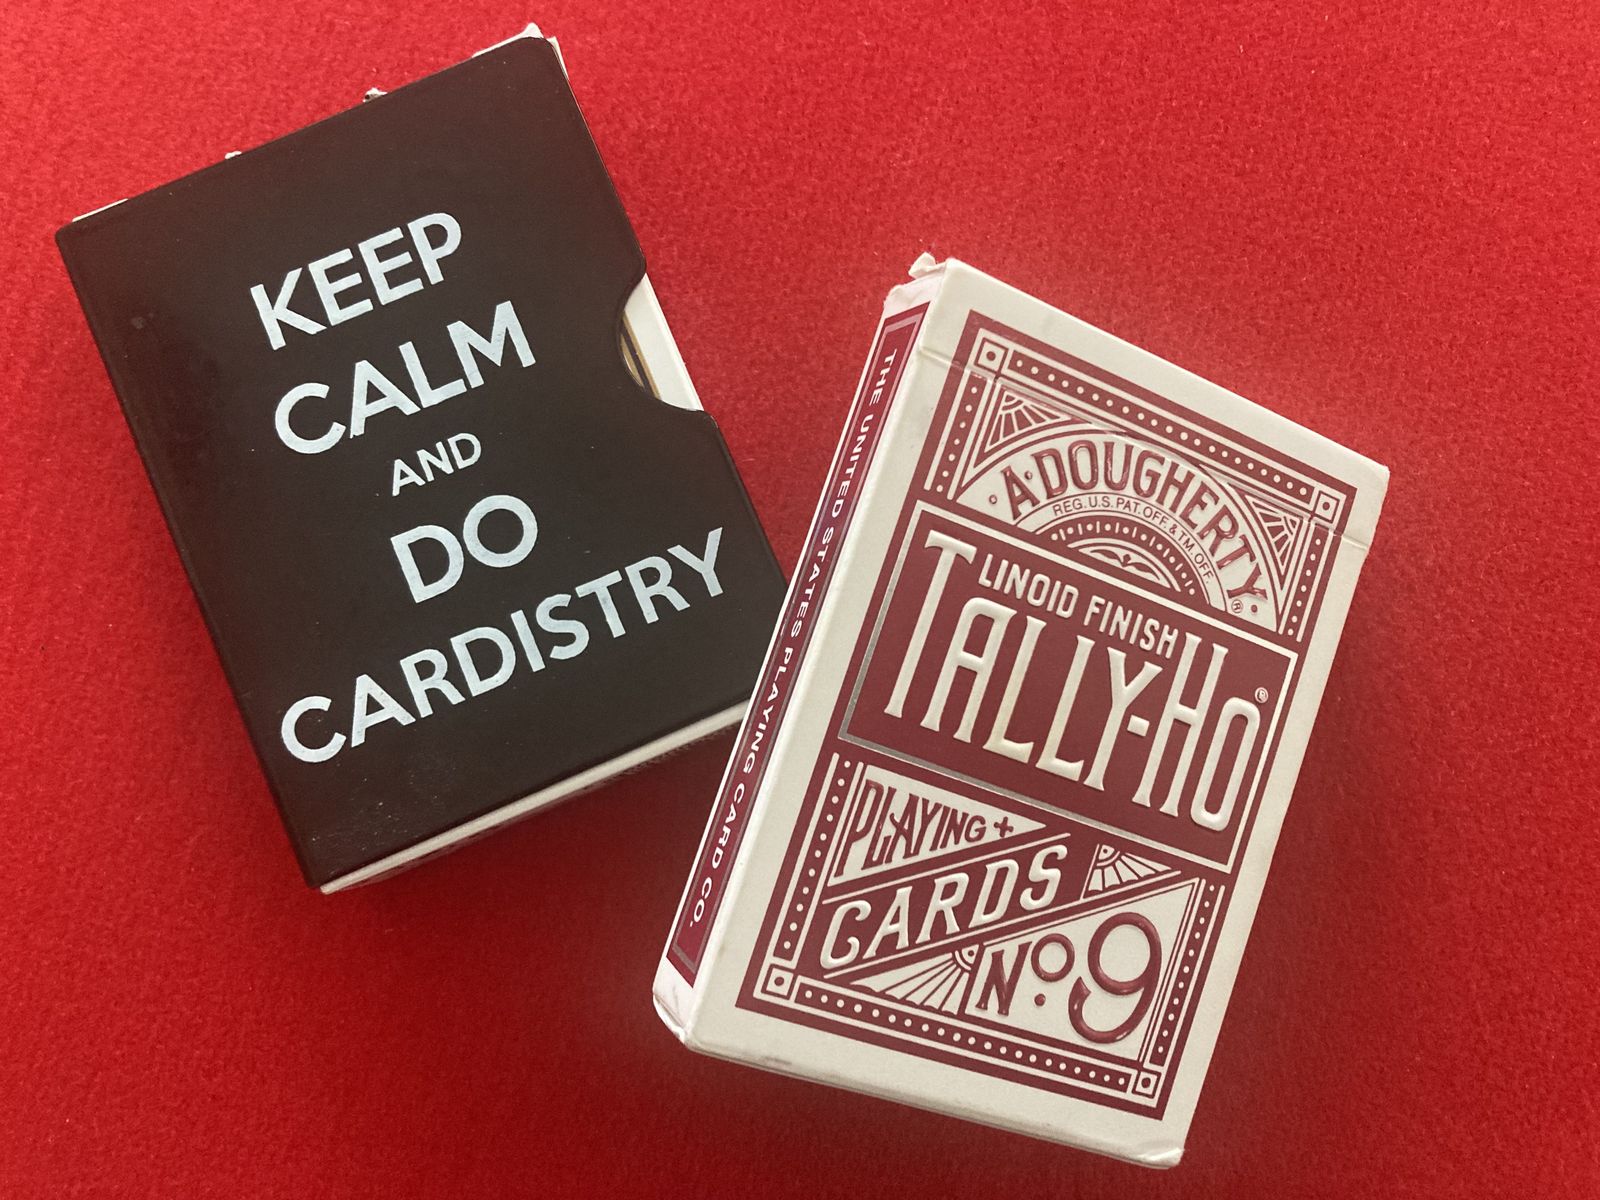 KEEP
CALM
AND
DO
CARDISTRY
THE UNITED STATES PLAYING CARD CO.
·A·DOUGHERTY·
REG. U.S. PAT. OFF. & TM. OFF. ®
LINOID FINISH
TALLY-HO®
PLAYING +
CARDS
No. 9